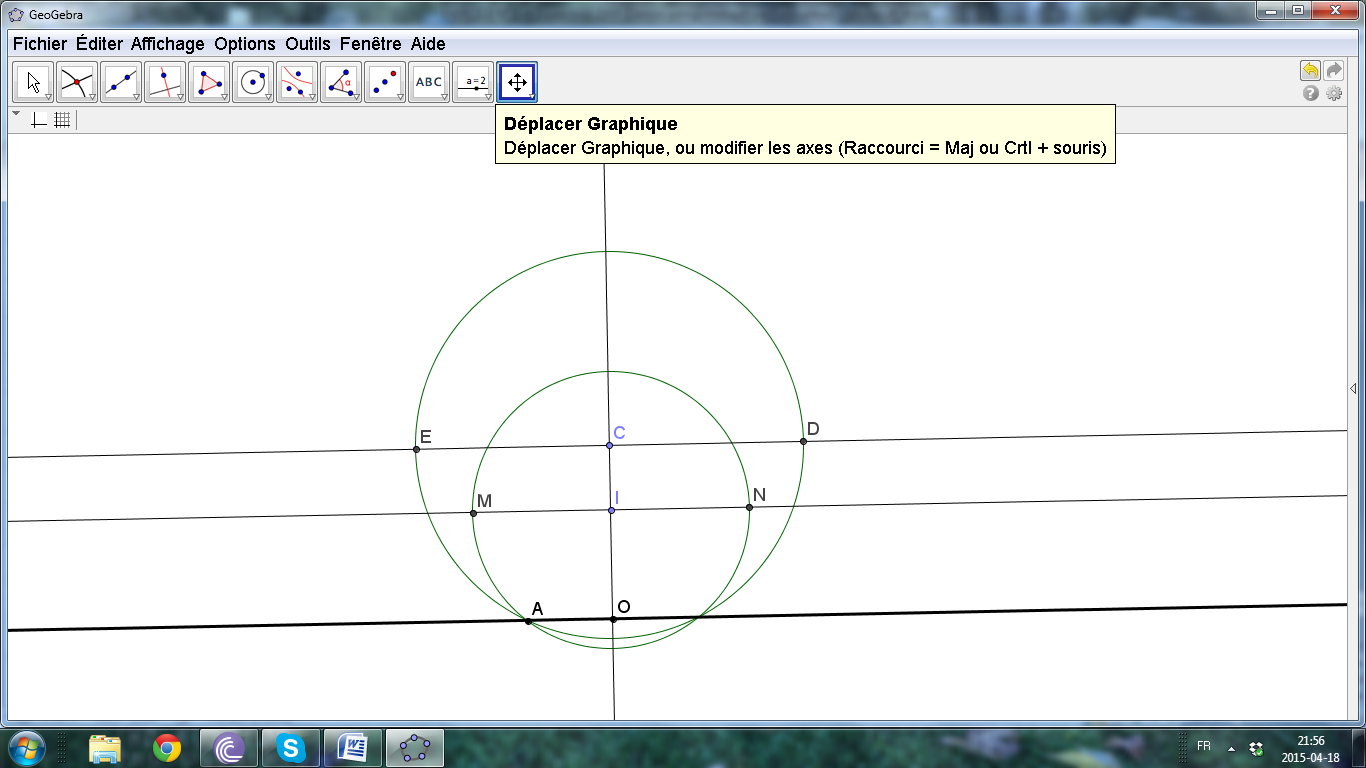 GeoGebra
Fichier Éditer Affichage Options Outils Fenêtre Aide
ABC
a=2
α
Déplacer Graphique
Déplacer Graphique, ou modifier les axes (Raccourci = Maj ou Crtl + souris)
E
C
D
M
I
N
A
O
FR
21:56
2015-04-18